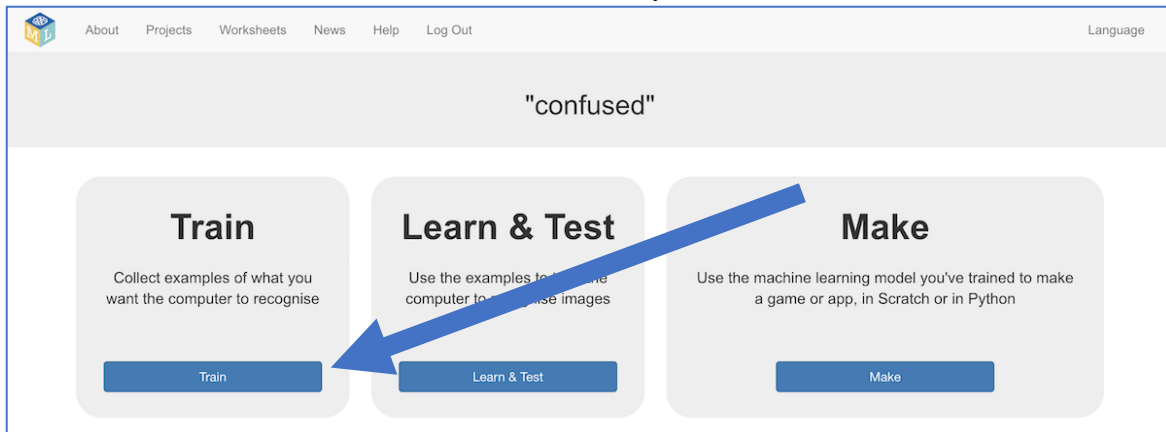 About Projects Worksheets News Help Log Out Language
"confused"
Train
Collect examples of what you
want the computer to recognise
Train
Learn & Test
Use the examples to the
computer to images
Learn & Test
Make
Use the machine learning model you've trained to make
a game or app, in Scratch or in Python
Make